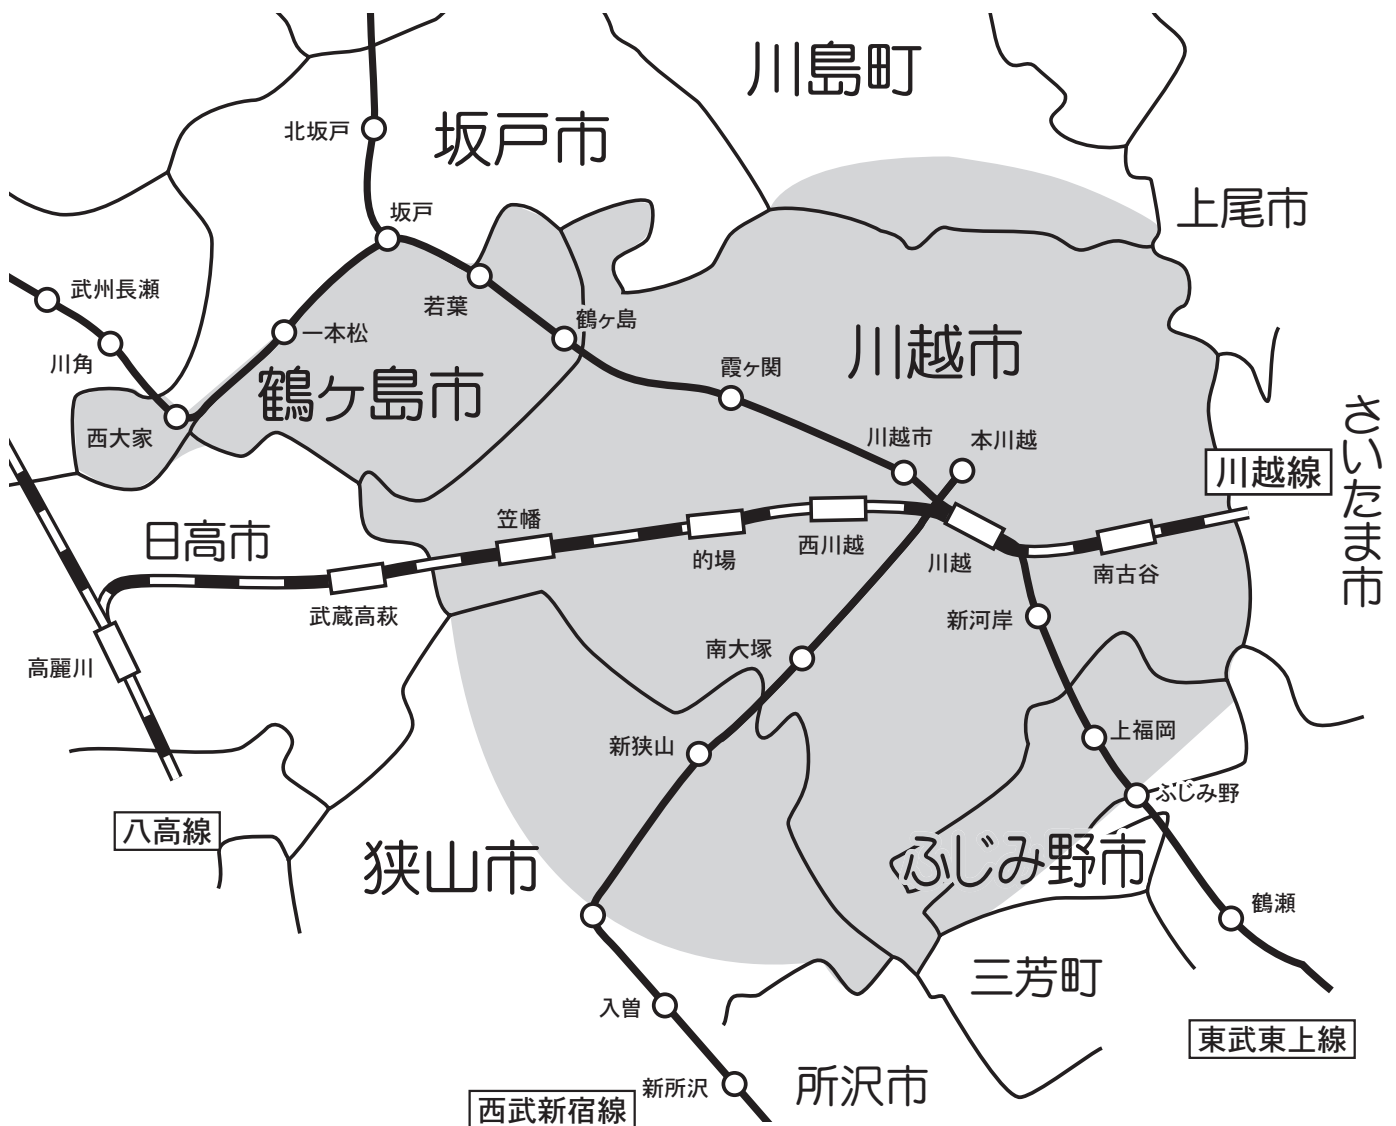 川島町
坂戸市
北坂戸
上尾市
坂戸
武州長瀬
若葉
鶴ヶ島
一本松
川角
川越市
霞ヶ関
鶴ヶ島市
西大家
川越市
本川越
さいたま市
川越線
笠幡
日高市
的場
西川越
川越
南古谷
武蔵高萩
新河岸
高麗川
南大塚
上福岡
新狭山
ふじみ野
八高線
狭山市
ふじみ野市
鶴瀬
三芳町
入曽
東武東上線
新所沢
所沢市
西武新宿線